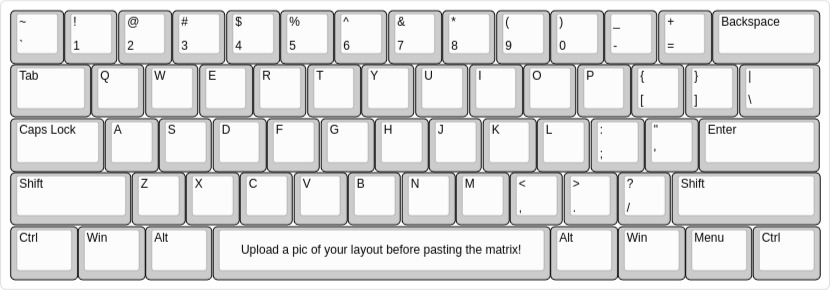 ~ ! @ # $ % ^ & * ( ) _ + Backspace
` 1 2 3 4 5 6 7 8 9 0 - =
Tab Q W E R T Y U I O P { } |
[ ] \
Caps Lock A S D F G H J K L : " Enter
; '
Shift Z X C V B N M < > ? Shift
, . /
Ctrl Win Alt Upload a pic of your layout before pasting the matrix! Alt Win Menu Ctrl